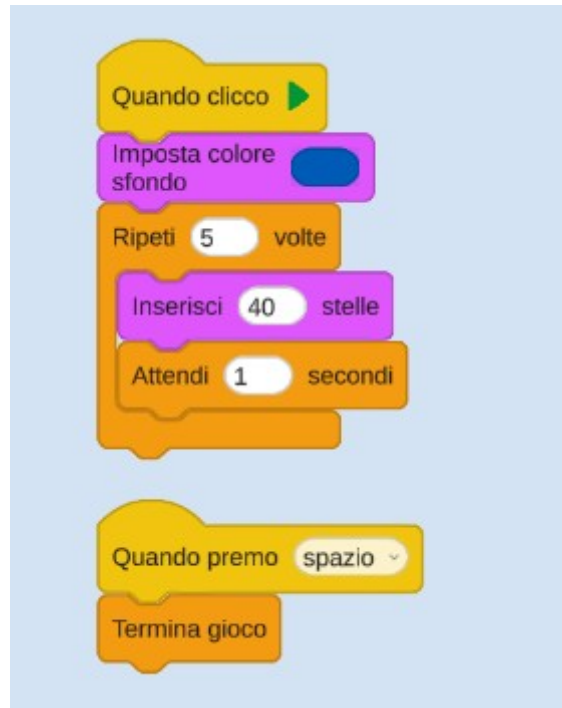 Quando clicco
Imposta colore
sfondo
Ripeti 5 volte
Inserisci 40 stelle
Attendi 1 secondi
Quando premo spazio
Termina gioco